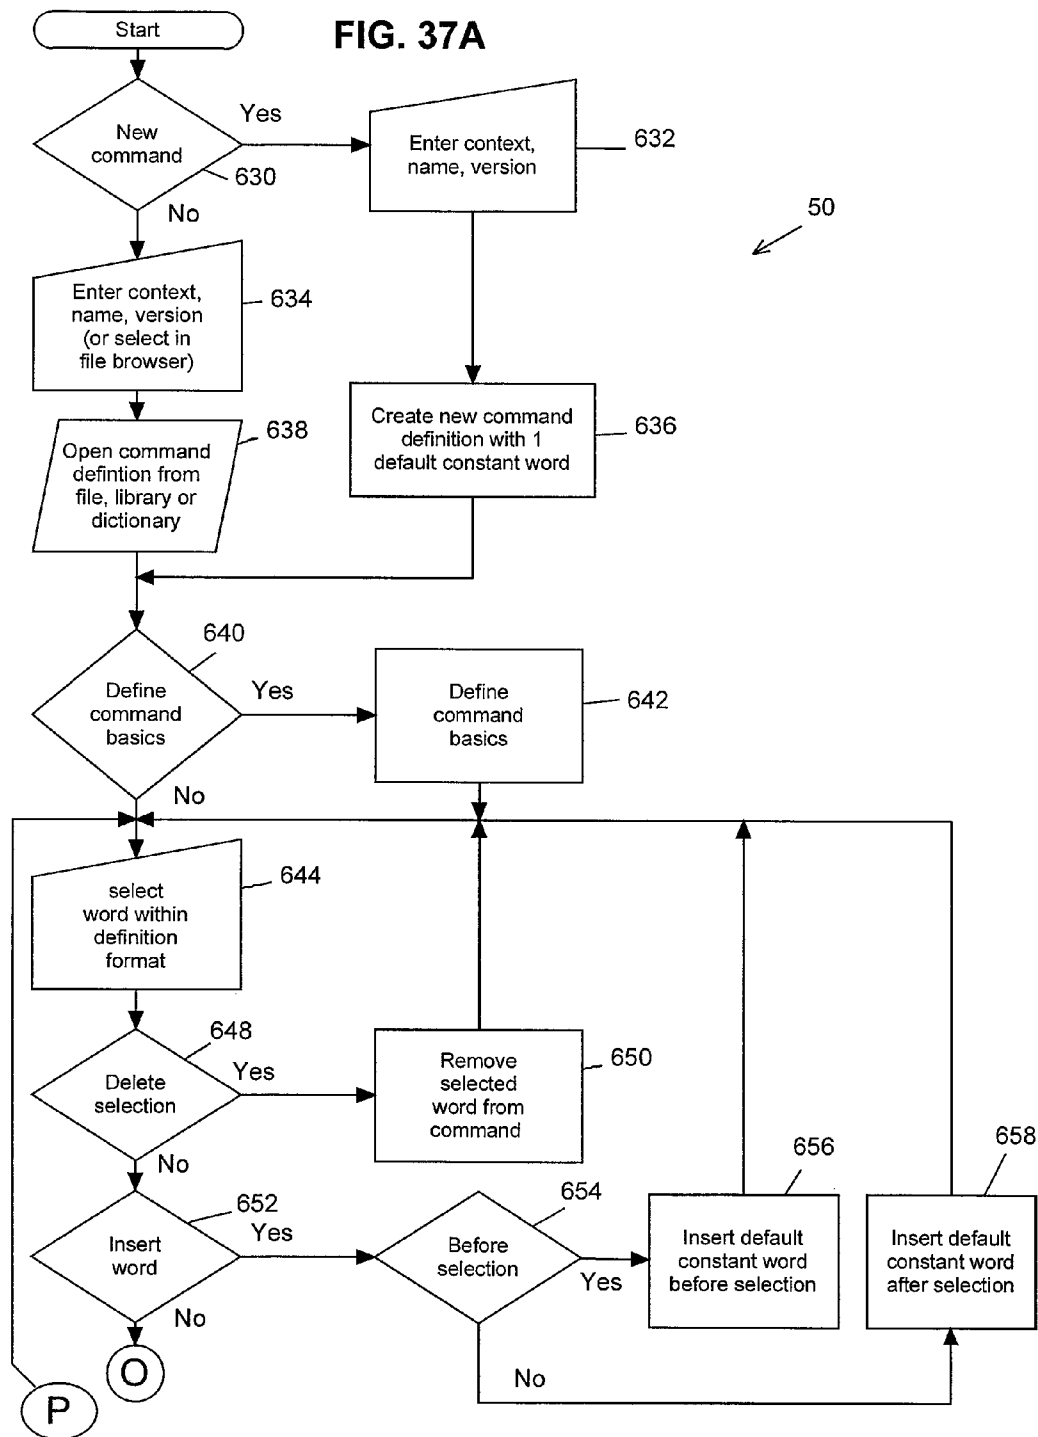 Start
FIG. 37A
New
command
630
Yes
No
Enter context,
name, version
632
50
Enter context,
name, version
(or select in
file browser)
634
Create new command
definition with 1
default constant word
636
Open command
defintion from
file, library or
dictionary
638
Define
command
basics
640
Yes
No
Define
command
basics
642
select
word within
definition
format
644
Delete
selection
648
Yes
No
Remove
selected
word from
command
650
Insert
word
652
Yes
No
Before
selection
654
Yes
No
Insert default
constant word
before selection
656
Insert default
constant word
after selection
658
O
P